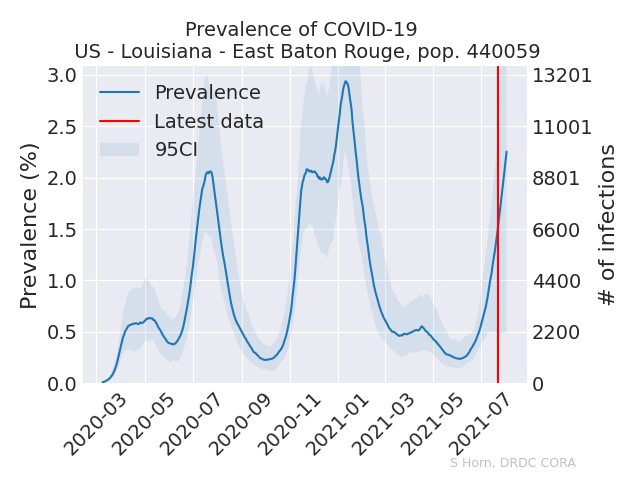 Prevalence of COVID-19
US - Louisiana - East Baton Rouge, pop. 440059
Prevalence (%)
3.0
2.5
2.0
1.5
1.0
0.5
0.0
Prevalence
Latest data
95CI
13201
11001
8801
6600
4400
2200
0
# of infections
2020-03
2020-05
2020-07
2020-09
2020-11
2021-01
2021-03
2021-05
2021-07
S Horn, DRDC CORA